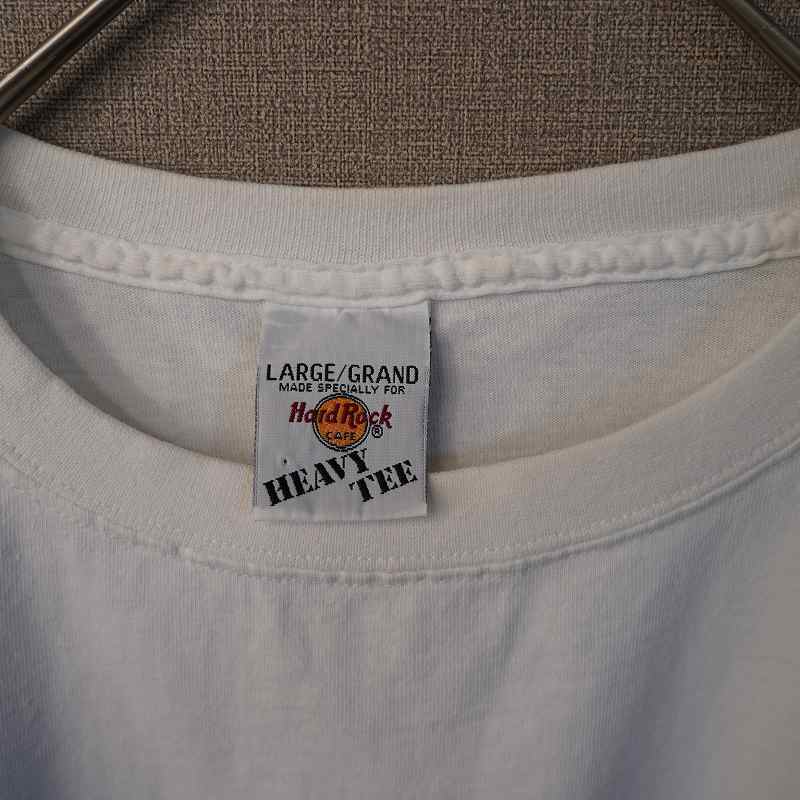 LARGE/GRAND
MADE SPECIALLY FOR
Hard Rock
CAFE ®
HEAVY
TEE